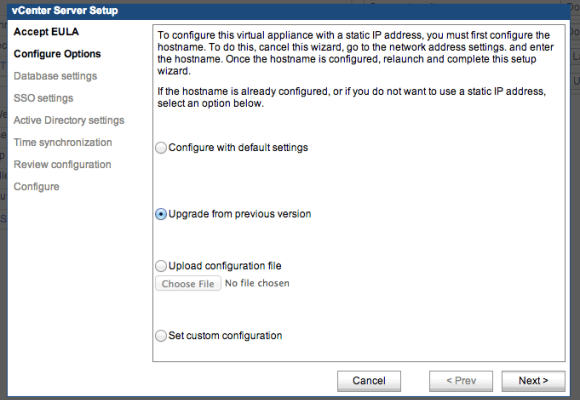 vCenter Server Setup
Accept EULA
Configure Options
Database settings
SSO settings
Active Directory settings
Time synchronization
Review configuration
Configure
To configure this virtual appliance with a static IP address, you must first configure the
hostname. To do this, cancel this wizard, go to the network address settings. and enter
the hostname. Once the hostname is configured, relaunch and complete this setup
wizard.
If the hostname is already configured, or if you do not want to use a static IP address,
select an option below.
Configure with default settings
Upgrade from previous version
Upload configuration file
Choose File No file chosen
Set custom configuration
Cancel < Prev Next >